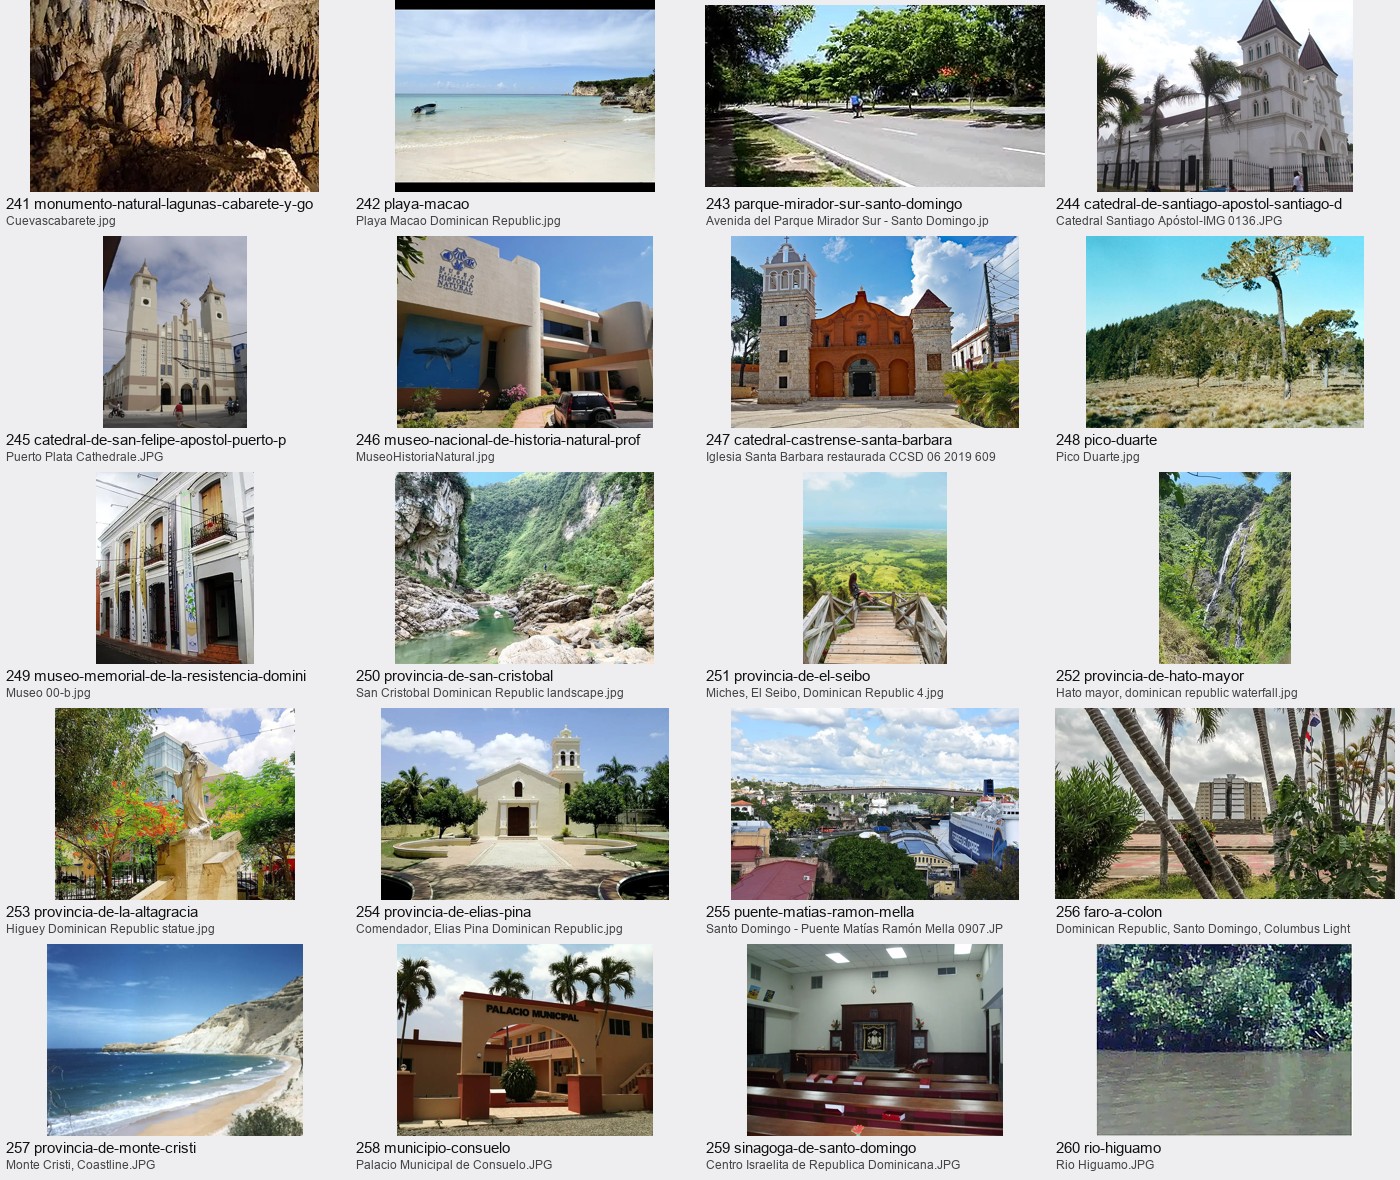 241 monumento-natural-lagunas-cabarete-y-go
Cuevascabarete.jpg
242 playa-macao
Playa Macao Dominican Republic.jpg
243 parque-mirador-sur-santo-domingo
Avenida del Parque Mirador Sur - Santo Domingo.jp
244 catedral-de-santiago-apostol-santiago-d
Catedral Santiago Apóstol-IMG 0136.JPG
MUSEO
HISTORIA
NATURAL
245 catedral-de-san-felipe-apostol-puerto-p
Puerto Plata Cathedrale.JPG
246 museo-nacional-de-historia-natural-prof
MuseoHistoriaNatural.jpg
247 catedral-castrense-santa-barbara
Iglesia Santa Barbara restaurada CCSD 06 2019 609
248 pico-duarte
Pico Duarte.jpg
249 museo-memorial-de-la-resistencia-domini
Museo 00-b.jpg
250 provincia-de-san-cristobal
San Cristobal Dominican Republic landscape.jpg
251 provincia-de-el-seibo
Miches, El Seibo, Dominican Republic 4.jpg
252 provincia-de-hato-mayor
Hato mayor, dominican republic waterfall.jpg
253 provincia-de-la-altagracia
Higuey Dominican Republic statue.jpg
254 provincia-de-elias-pina
Comendador, Elias Pina Dominican Republic.jpg
255 puente-matias-ramon-mella
Santo Domingo - Puente Matías Ramón Mella 0907.JP
256 faro-a-colon
Dominican Republic, Santo Domingo, Columbus Light
PALACIO MUNICIPAL
257 provincia-de-monte-cristi
Monte Cristi, Coastline.JPG
258 municipio-consuelo
Palacio Municipal de Consuelo.JPG
259 sinagoga-de-santo-domingo
Centro Israelita de Republica Dominicana.JPG
260 rio-higuamo
Rio Higuamo.JPG